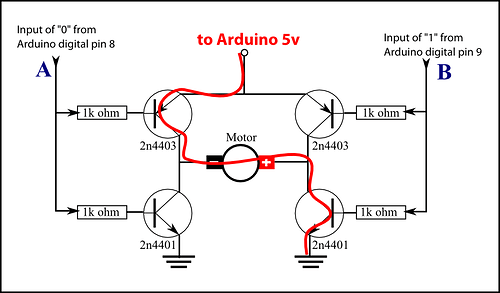 Input of "0" from
Arduino digital pin 8
to Arduino 5v
Input of "1" from
Arduino digital pin 9
A
B
1k ohm
1k ohm
2n4403
Motor
2n4403
+
1k ohm
1k ohm
2n4401
2n4401